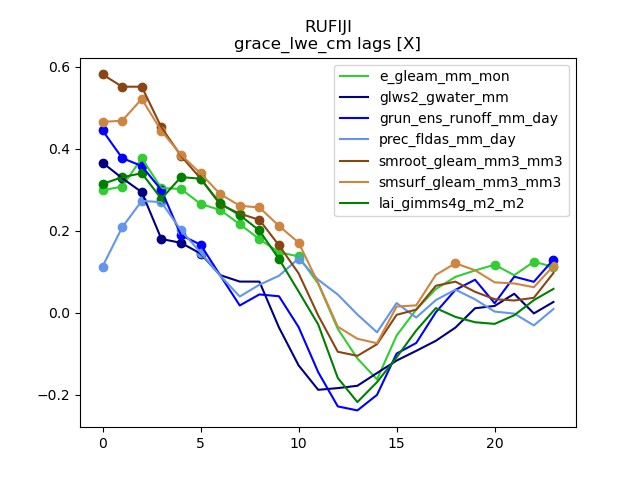 RUFIJI
grace_lwe_cm lags [X]
0.6
0.4
0.2
0.0
−0.2
0
5
10
15
20
e_gleam_mm_mon
glws2_gwater_mm
grun_ens_runoff_mm_day
prec_fldas_mm_day
smroot_gleam_mm3_mm3
smsurf_gleam_mm3_mm3
lai_gimms4g_m2_m2